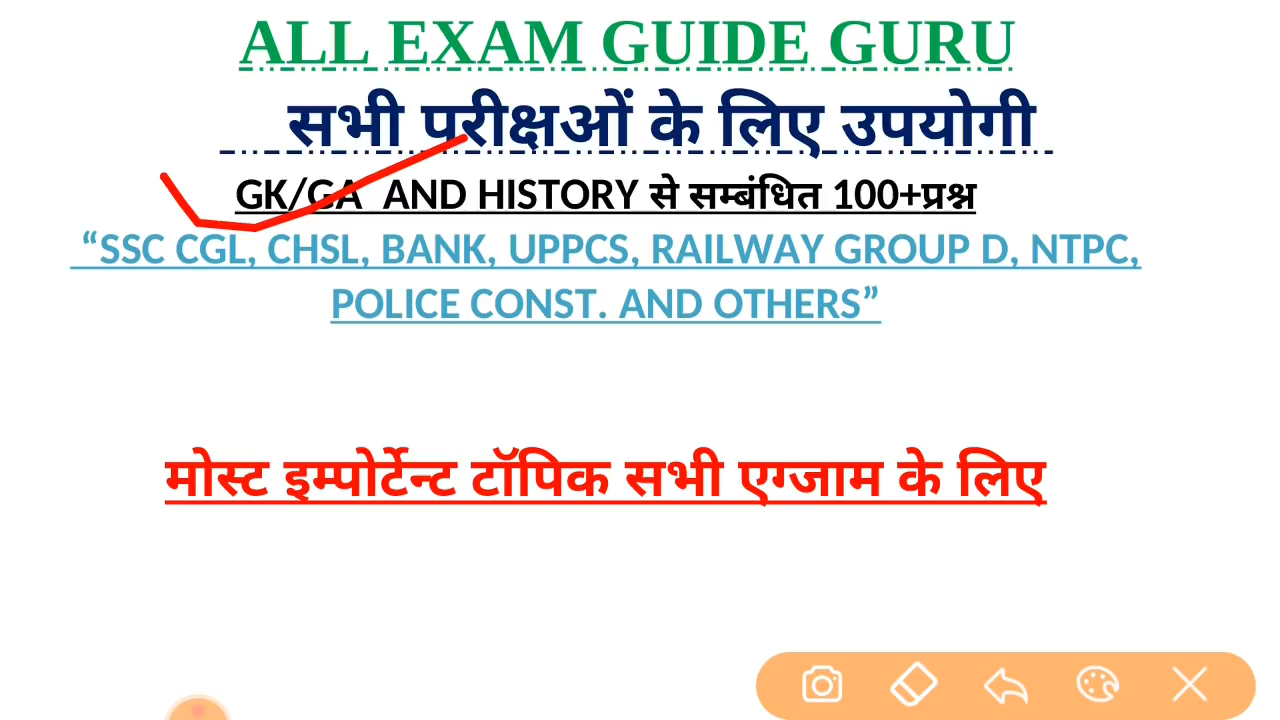 ALL EXAM GUIDE GURU
सभी परीक्षओं के लिए उपयोगी
GK/GA AND HISTORY से सम्बंधित 100+प्रश्न
“SSC CGL, CHSL, BANK, UPPCS, RAILWAY GROUP D, NTPC,
POLICE CONST. AND OTHERS”
मोस्ट इम्पोर्टेन्ट टॉपिक सभी एग्जाम के लिए